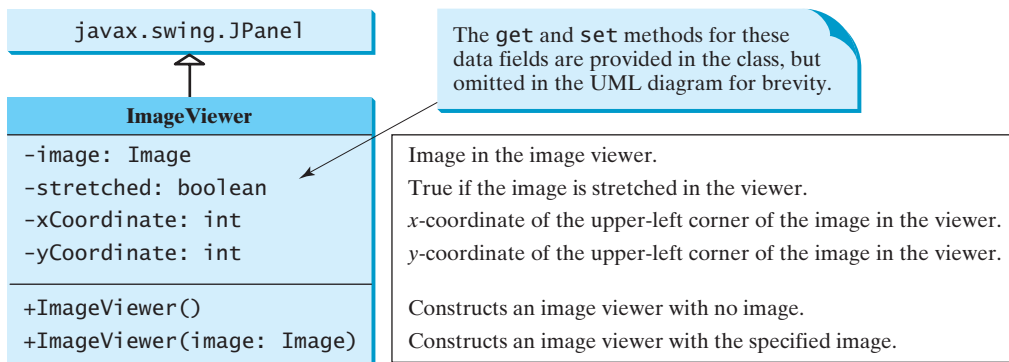 javax.swing.JPanel
The get and set methods for these
data fields are provided in the class, but
omitted in the UML diagram for brevity.
ImageViewer
-image: Image
Image in the image viewer.
-stretched: boolean
True if the image is stretched in the viewer.
-xCoordinate: int
x-coordinate of the upper-left corner of the image in the viewer.
-yCoordinate: int
y-coordinate of the upper-left corner of the image in the viewer.
+ImageViewer()
Constructs an image viewer with no image.
+ImageViewer(image: Image)
Constructs an image viewer with the specified image.